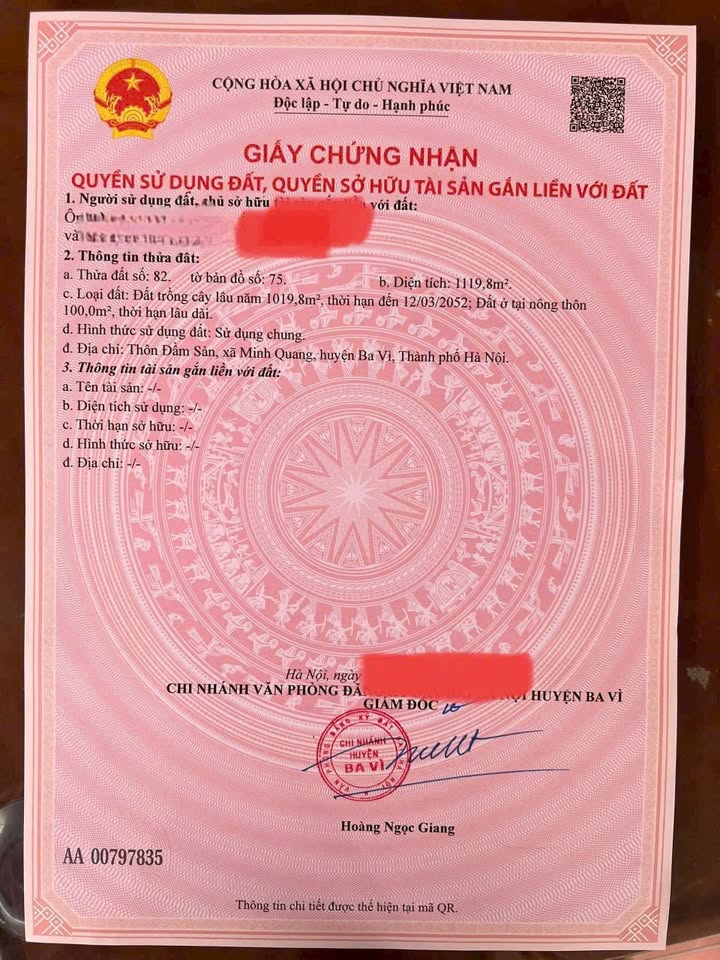 CỘNG HÒA XÃ HỘI CHỦ NGHĨA VIỆT NAM
Độc lập - Tự do - Hạnh phúc
GIẤY CHỨNG NHẬN
QUYỀN SỬ DỤNG ĐẤT, QUYỀN SỞ HỮU TÀI SẢN GẮN LIỀN VỚI ĐẤT
1. Người sử dụng đất, chủ sở hữu với đất:
và
2. Thông tin thửa đất:
a. Thửa đất số: 82. tờ bản đồ số: 75. b. Diện tích: 1119,8m².
c. Loại đất: Đất trồng cây lâu năm 1019,8m², thời hạn đến 12/03/2052; Đất ở tại nông thôn
100,0m², thời hạn lâu dài.
d. Hình thức sử dụng đất: Sử dụng chung.
đ. Địa chỉ: Thôn Đầm Sản, xã Minh Quang, huyện Ba Vì, Thành phố Hà Nội.
3. Thông tin tài sản gắn liền với đất:
a. Tên tài sản: -/-
b. Diện tích sử dụng: -/-
c. Thời hạn sở hữu: -/-
d. Hình thức sở hữu: -/-
đ. Địa chỉ: -/-
Hà Nội, ngày
CHI NHÁNH VĂN PHÒNG HUYỆN BA VÌ
GIÁM ĐỐC
CHI NHÁNH
HUYỆN
BA VÌ
Hoàng Ngọc Giang
AA 00797835
Thông tin chi tiết được thể hiện tại mã QR.